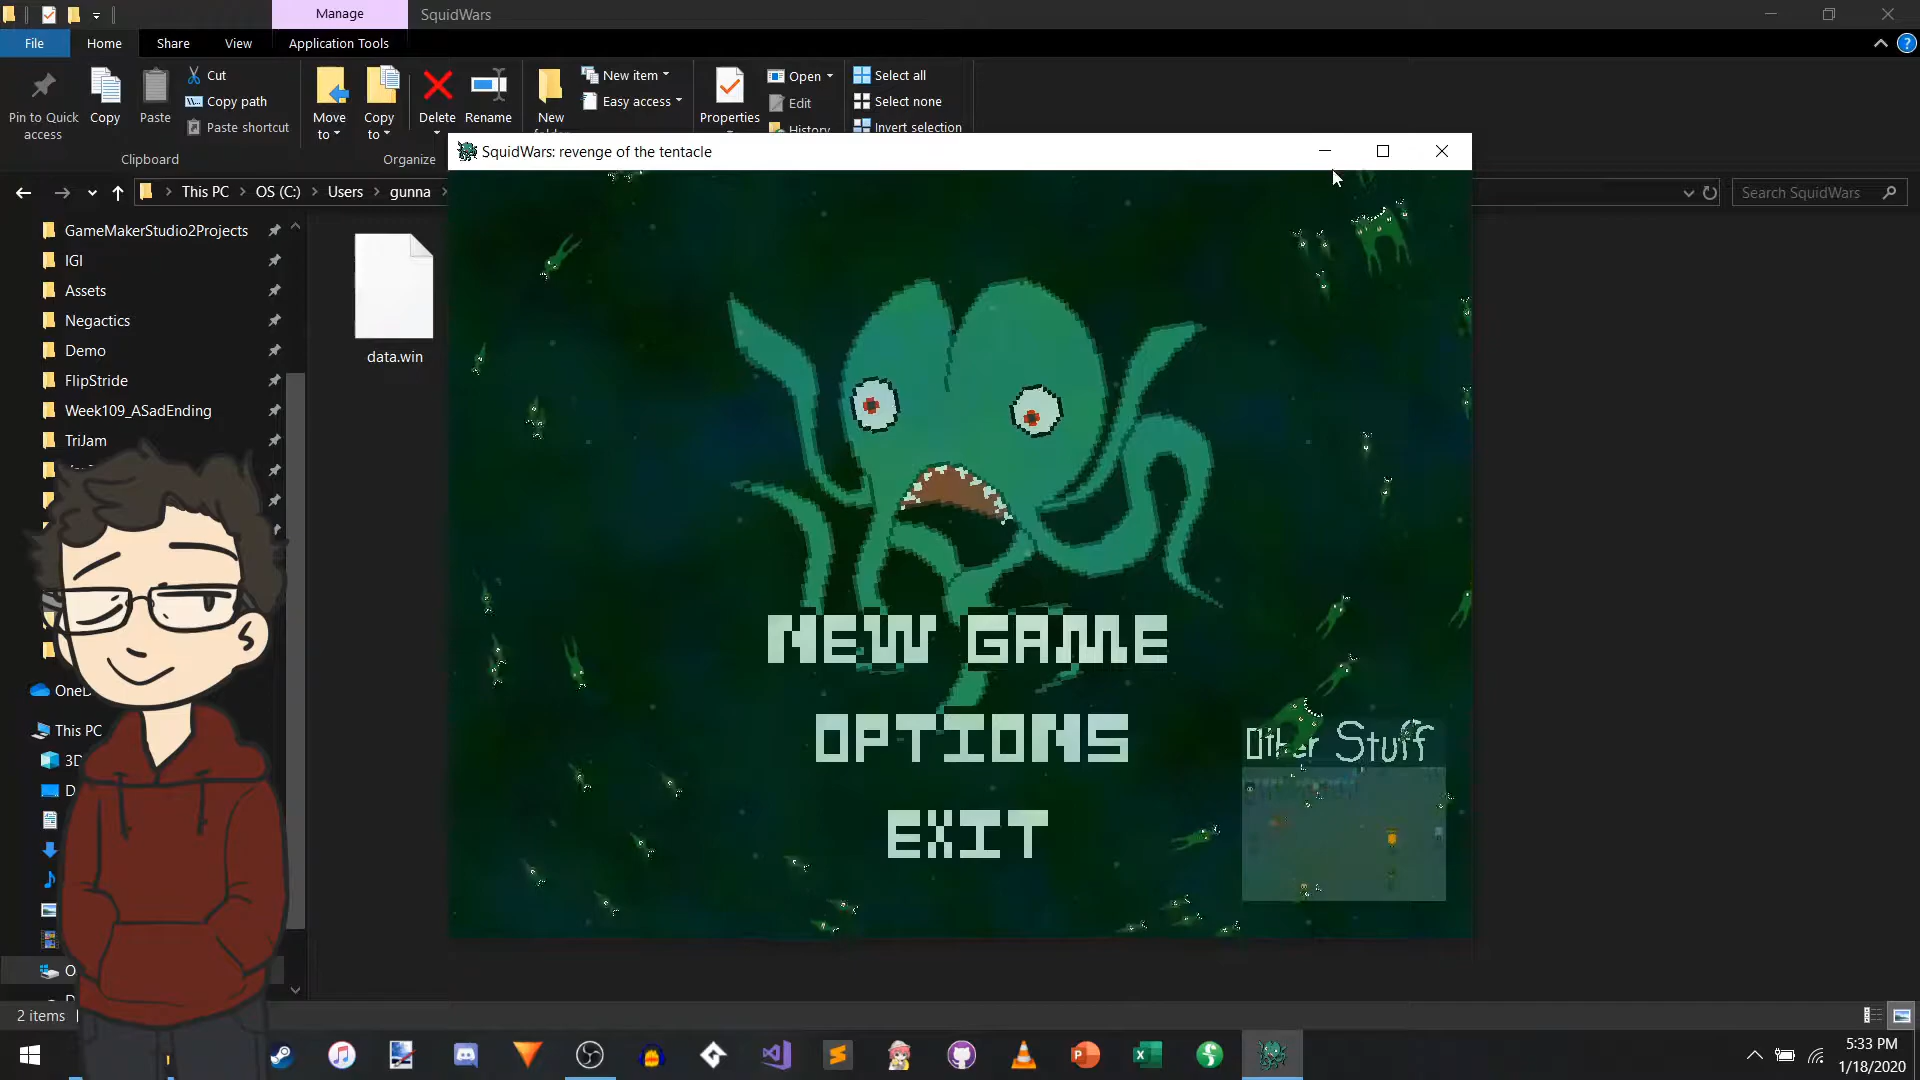 Manage
SquidWars
File
Home
Share
View
Application Tools
Pin to Quick access
Copy
Paste
Cut
Copy path
Paste shortcut
Move to
Copy to
Delete
Rename
New
New item
Easy access
Properties
Open
Edit
History
Select all
Select none
Invert selection
Clipboard
Organize
SquidWars: revenge of the tentacle
This PC
OS (C:)
Users
gunna
Search SquidWars
GameMakerStudio2Projects
IGI
Assets
Negactics
Demo
FlipStride
Week109_ASadEnding
TriJam
This PC
data.win
NEW GAME
OPTIONS
EXIT
Other Stuff
2 items
5:33 PM
1/18/2020